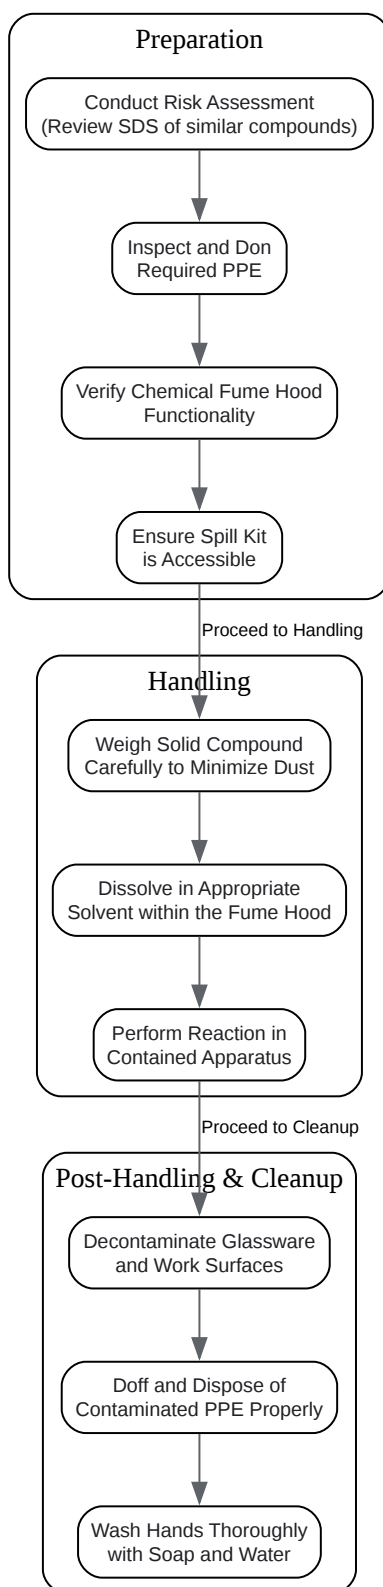 Preparation
Conduct Risk Assessment
(Review SDS of similar compounds)
Inspect and Don
Required PPE
Verify Chemical Fume Hood
Functionality
Ensure Spill Kit
is Accessible
Proceed to Handling
Handling
Weigh Solid Compound
Carefully to Minimize Dust
Dissolve in Appropriate
Solvent within the Fume Hood
Perform Reaction in
Contained Apparatus
Proceed to Cleanup
Post-Handling & Cleanup
Decontaminate Glassware
and Work Surfaces
Doff and Dispose of
Contaminated PPE Properly
Wash Hands Thoroughly
with Soap and Water